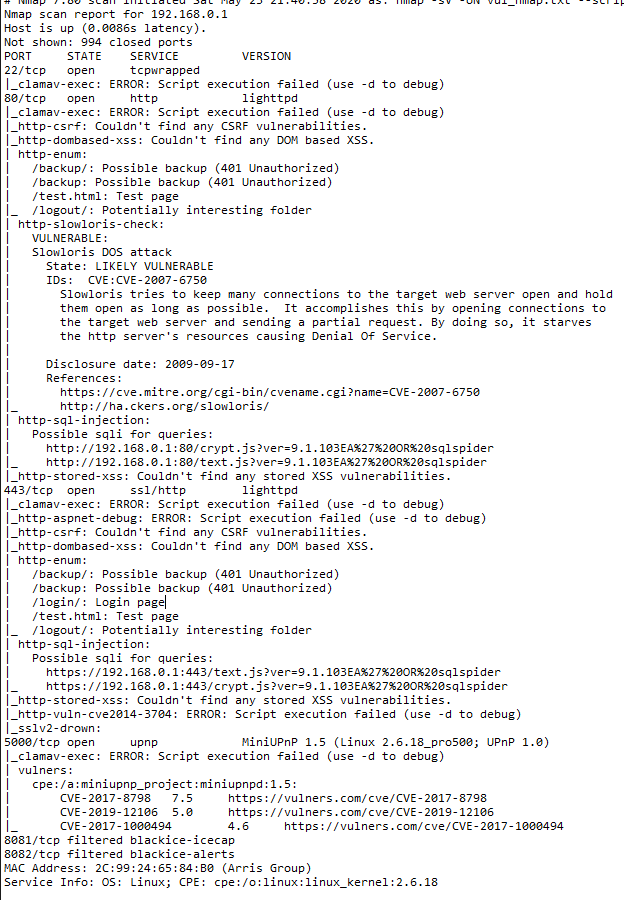 # Nmap 7.80 scan initiated Sat May 23 21:40:58 2020 as: nmap -sV -oN vul_nmap.txt --scrip
Nmap scan report for 192.168.0.1
Host is up (0.0086s latency).
Not shown: 994 closed ports
PORT     STATE    SERVICE         VERSION
22/tcp   open     tcpwrapped
|_clamav-exec: ERROR: Script execution failed (use -d to debug)
80/tcp   open     http            lighttpd
|_clamav-exec: ERROR: Script execution failed (use -d to debug)
|_http-csrf: Couldn't find any CSRF vulnerabilities.
|_http-dombased-xss: Couldn't find any DOM based XSS.
| http-enum:
|   /backup/: Possible backup (401 Unauthorized)
|   /backup: Possible backup (401 Unauthorized)
|   /test.html: Test page
|_  /logout/: Potentially interesting folder
| http-slowloris-check:
|   VULNERABLE:
|   Slowloris DOS attack
|     State: LIKELY VULNERABLE
|     IDs:  CVE:CVE-2007-6750
|       Slowloris tries to keep many connections to the target web server open and hold
|       them open as long as possible.  It accomplishes this by opening connections to
|       the target web server and sending a partial request. By doing so, it starves
|       the http server's resources causing Denial Of Service.
|
|     Disclosure date: 2009-09-17
|     References:
|       https://cve.mitre.org/cgi-bin/cvename.cgi?name=CVE-2007-6750
|_      http://ha.ckers.org/slowloris/
| http-sql-injection:
|   Possible sqli for queries:
|     http://192.168.0.1:80/crypt.js?ver=9.1.103EA%27%20OR%20sqlspider
|_    http://192.168.0.1:80/text.js?ver=9.1.103EA%27%20OR%20sqlspider
|_http-stored-xss: Couldn't find any stored XSS vulnerabilities.
443/tcp  open     ssl/http        lighttpd
|_clamav-exec: ERROR: Script execution failed (use -d to debug)
|_http-aspnet-debug: ERROR: Script execution failed (use -d to debug)
|_http-csrf: Couldn't find any CSRF vulnerabilities.
|_http-dombased-xss: Couldn't find any DOM based XSS.
| http-enum:
|   /backup/: Possible backup (401 Unauthorized)
|   /backup: Possible backup (401 Unauthorized)
|   /login/: Login page
|   /test.html: Test page
|_  /logout/: Potentially interesting folder
| http-sql-injection:
|   Possible sqli for queries:
|     https://192.168.0.1:443/text.js?ver=9.1.103EA%27%20OR%20sqlspider
|_    https://192.168.0.1:443/crypt.js?ver=9.1.103EA%27%20OR%20sqlspider
|_http-stored-xss: Couldn't find any stored XSS vulnerabilities.
|_http-vuln-cve2014-3704: ERROR: Script execution failed (use -d to debug)
|_sslv2-drown:
5000/tcp open     upnp            MiniUPnP 1.5 (Linux 2.6.18_pro500; UPnP 1.0)
|_clamav-exec: ERROR: Script execution failed (use -d to debug)
| vulners:
|   cpe:/a:miniupnp_project:miniupnpd:1.5:
|       CVE-2017-8798   7.5     https://vulners.com/cve/CVE-2017-8798
|       CVE-2019-12106  5.0     https://vulners.com/cve/CVE-2019-12106
|_      CVE-2017-1000494        4.6     https://vulners.com/cve/CVE-2017-1000494
8081/tcp filtered blackice-icecap
8082/tcp filtered blackice-alerts
MAC Address: 2C:99:24:65:84:B0 (Arris Group)
Service Info: OS: Linux; CPE: cpe:/o:linux:linux_kernel:2.6.18